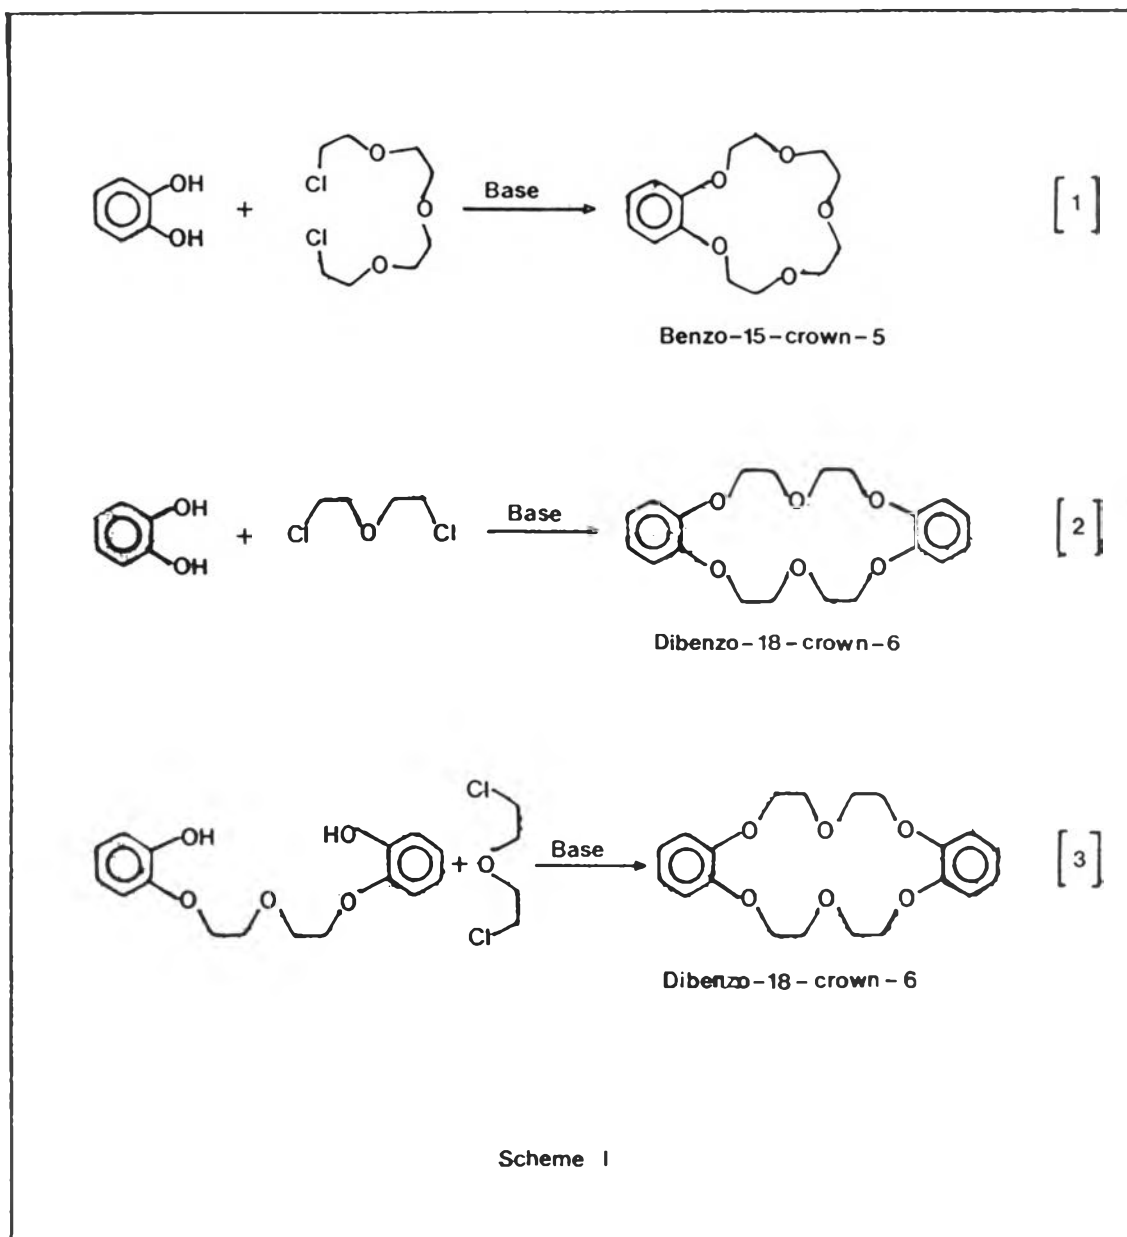 OH
OH
+
Cl
Cl
O
O
O
Base
O
O
O
O
O
[1]
Benzo-15-crown-5
OH
OH
+
Cl
O
Cl
Base
O
O
O
O
O
O
[2]
Dibenzo-18-crown-6
OH
O
O
O
HO
+
Cl
O
Cl
Base
O
O
O
O
O
O
[3]
Dibenzo-18-crown-6
Scheme I